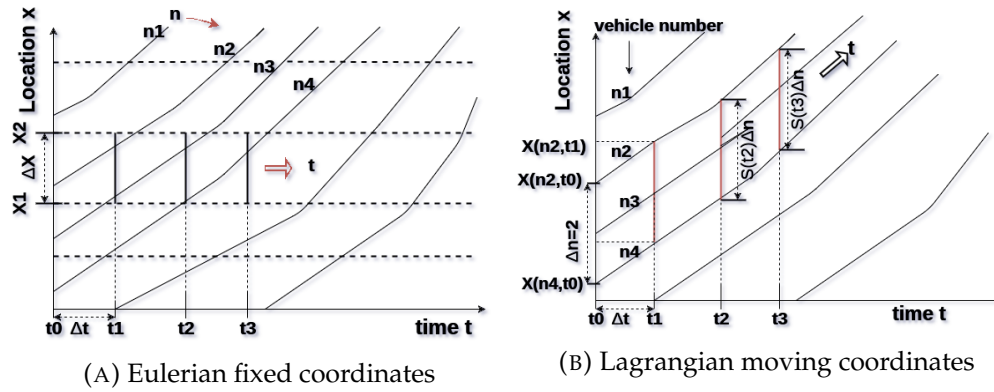 n
n1
n2
n3
n4
Location x
X2
ΔX
X1
t
t0 Δt t1 t2 t3 time t
(A) Eulerian fixed coordinates
Location x
vehicle number
t
n1
S(t3)Δn
S(t2)Δn
X(n2,t1)
n2
X(n2,t0)
n3
Δn=2
n4
X(n4,t0)
t0 Δt t1 t2 t3 time t
(B) Lagrangian moving coordinates